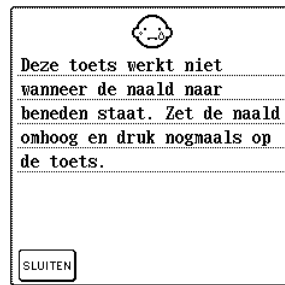 Deze toets werkt niet
wanneer de naald naar
beneden staat. Zet de naald
omhoog en druk nogmaals op
de toets.
SLUITEN